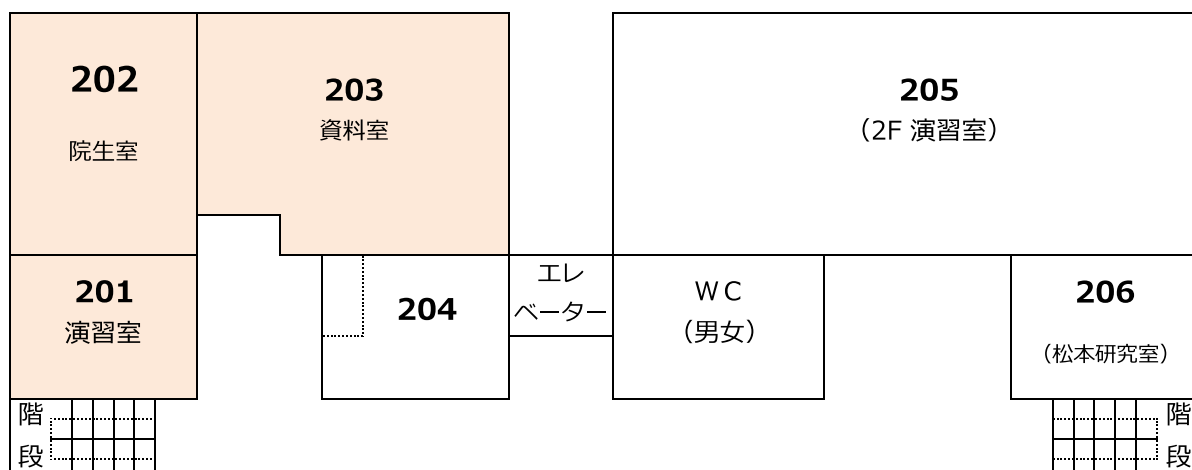 202
院生室
203
資料室
205
（2F 演習室）
201
演習室
204
エレ
ベーター
ＷＣ
（男女）
206
（松本研究室）
階
段
階
段